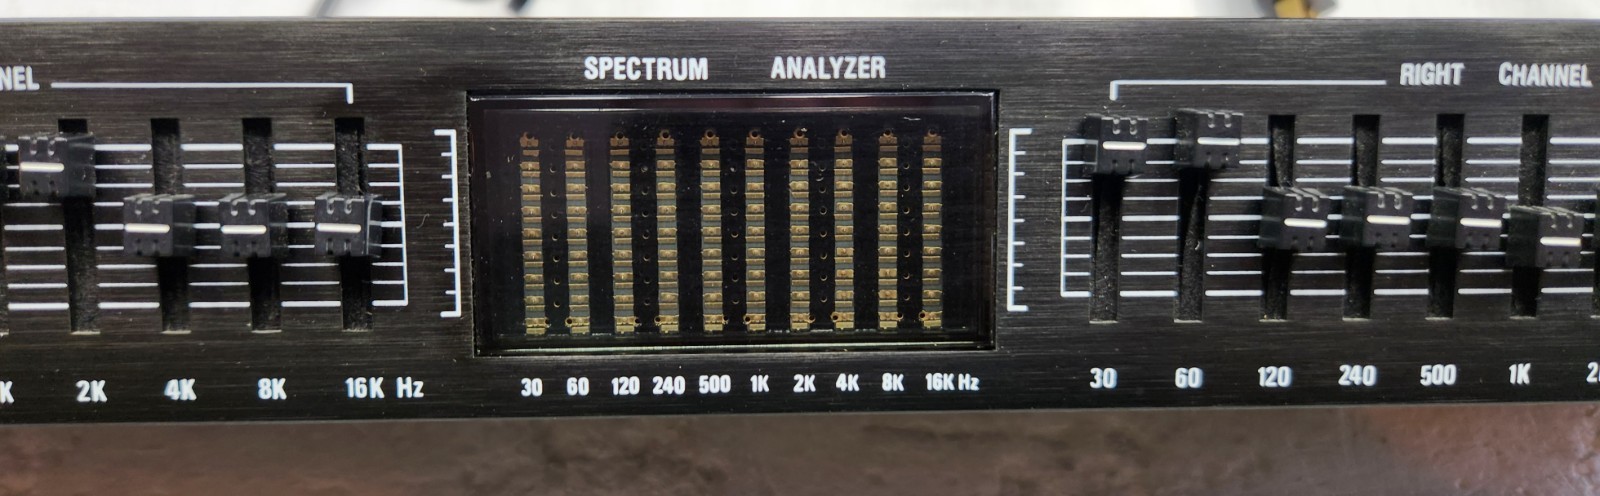 NEL
SPECTRUM ANALYZER
RIGHT CHANNEL
K 2K 4K 8K 16K Hz
30 60 120 240 500 1K 2K 4K 8K 16K Hz
30 60 120 240 500 1K 2